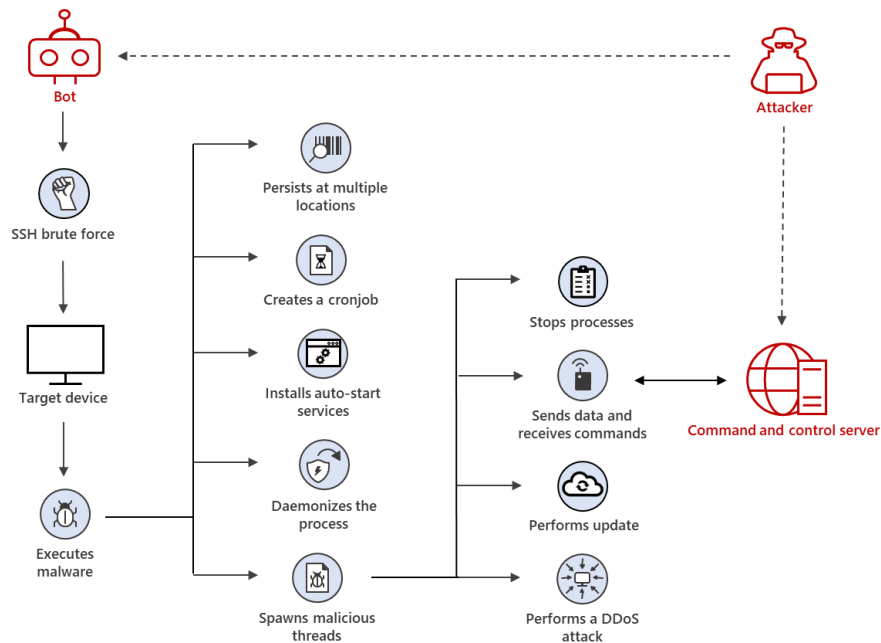 Bot
Attacker
SSH brute force
Target device
Executes
malware
Persists at multiple
locations
Creates a cronjob
Installs auto-start
services
Daemonizes the
process
Spawns malicious
threads
Stops processes
Sends data and
receives commands
Performs update
Performs a DDoS
attack
Command and control server